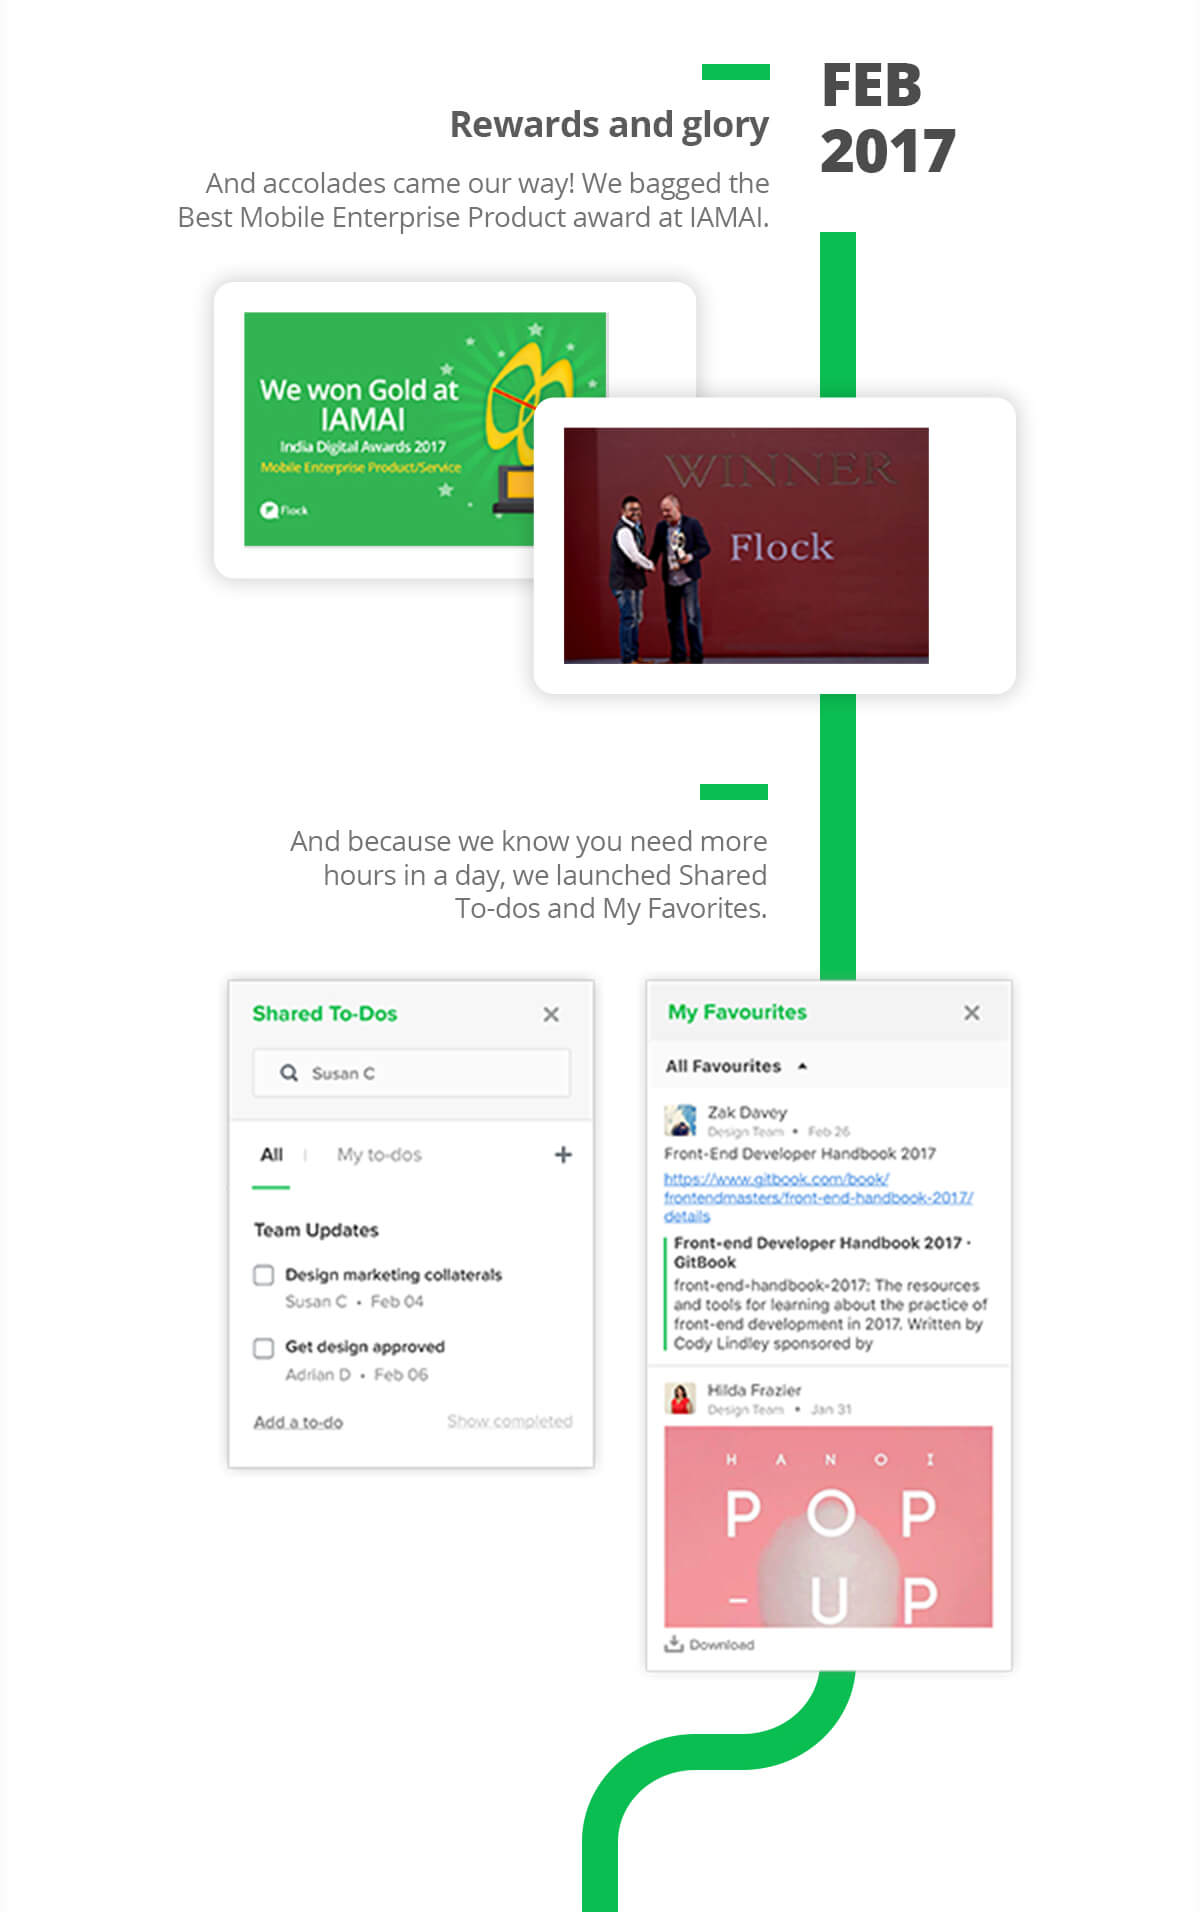 FEB
2017
Rewards and glory
And accolades came our way! We bagged the
Best Mobile Enterprise Product award at IAMAI.
We won Gold at
IAMAI
India Digital Awards 2017
Mobile Enterprise Product/Service
Flock
WINNER
Flock
And because we know you need more
hours in a day, we launched Shared
To-dos and My Favorites.
Shared To-Dos
Susan C
All
My to-dos
Team Updates
Design marketing collaterals
Susan C • Feb 04
Get design approved
Adrian D • Feb 06
Add a to-do
Show completed
My Favourites
All Favourites
Zak Davey
Design Team • Feb 26
Front-End Developer Handbook 2017
https://www.gitbook.com/book/
frontendmasters/front-end-handbook-2017/
details
Front-end Developer Handbook 2017 ·
GitBook
front-end-handbook-2017: The resources
and tools for learning about the practice of
front-end development in 2017. Written by
Cody Lindley sponsored by
Hilda Frazier
Design Team • Jan 31
HANOI
POP
-UP
Download